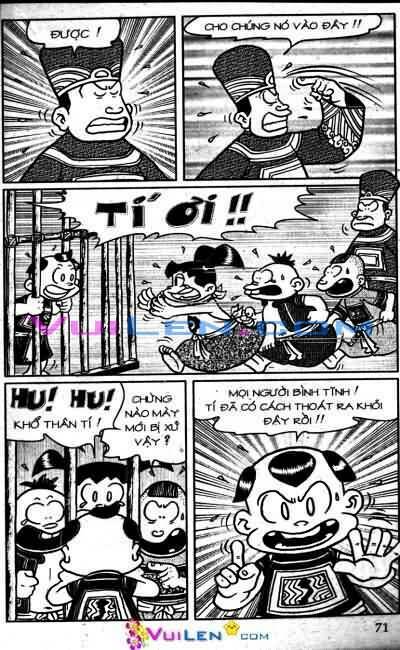 ĐƯỢC !
CHO CHÚNG NÓ VÀO ĐÂY !!
TÍ ƠI !!
VUILEN.COM
HU! HU!
KHỔ THÂN TÍ !
CHỪNG
NÀO MÀY
MỚI BỊ XỬ
VẬY ?
MỌI NGƯỜI BÌNH TĨNH !
TÍ ĐÃ CÓ CÁCH THOÁT RA KHỎI
ĐÂY RỒI !!
71
VUILEN.COM